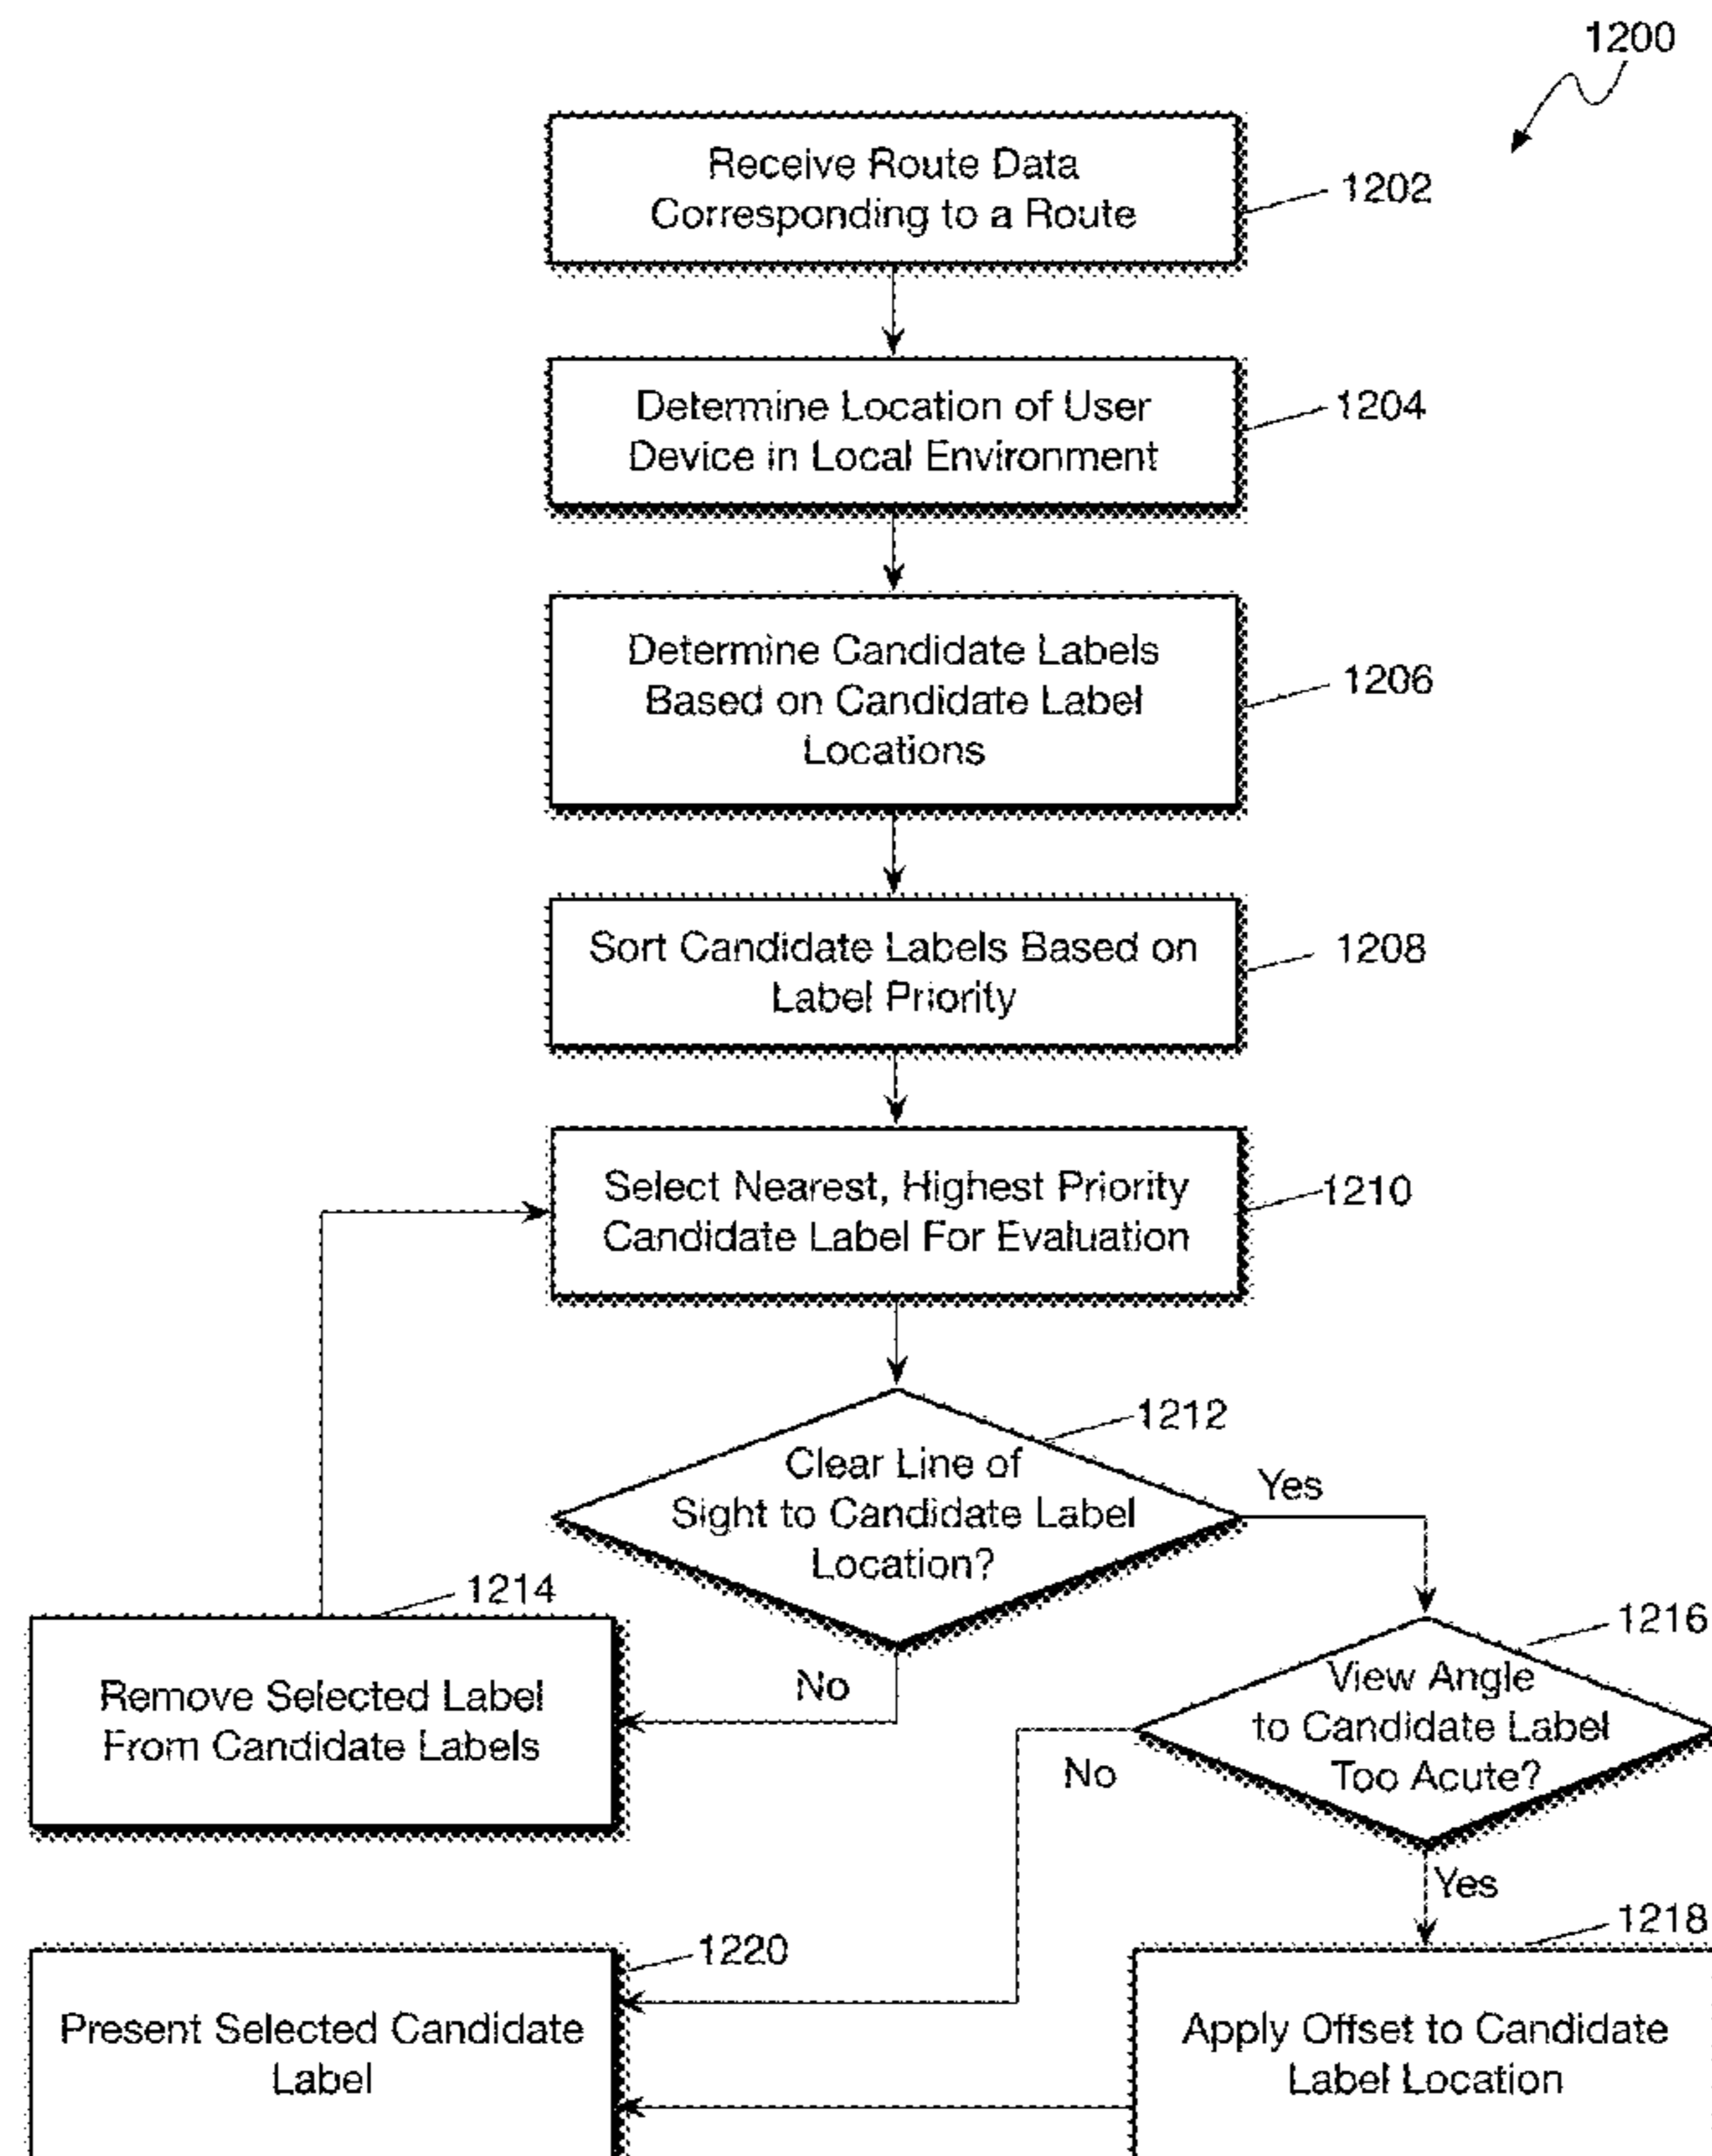 1200
Receive Route Data
Corresponding to a Route
1202
Determine Location of User
Device in Local Environment
1204
Determine Candidate Labels
Based on Candidate Label
Locations
1206
Sort Candidate Labels Based on
Label Priority
1208
Select Nearest, Highest Priority
Candidate Label For Evaluation
1210
1212
Clear Line of
Sight to Candidate Label
Location?
Yes
No
1214
Remove Selected Label
From Candidate Labels
1216
View Angle
to Candidate Label
Too Acute?
No
Yes
1218
Apply Offset to Candidate
Label Location
1220
Present Selected Candidate
Label